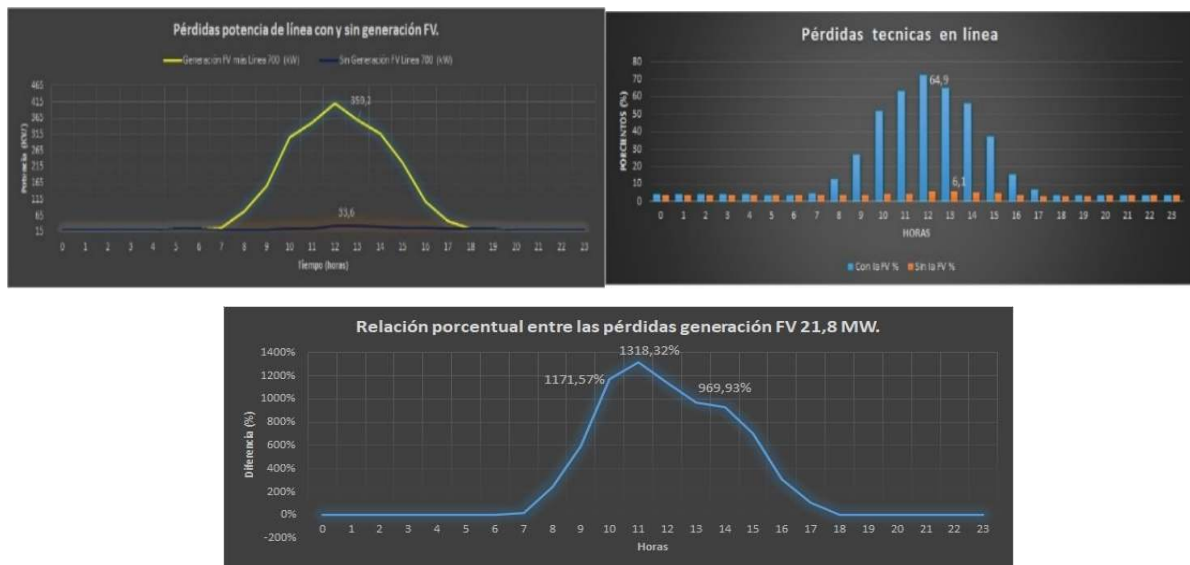 Pérdidas potencia de línea con y sin generación FV.
Generación FV más Línea 700 (kW) Sin Generación FV Línea 700 (kW)
Potencia (KW)
465
415
365
315
265
215
165
115
65
15
359,2
33,6
0 1 2 3 4 5 6 7 8 9 10 11 12 13 14 15 16 17 18 19 20 21 22 23
Tiempo (horas)
Pérdidas tecnicas en línea
PORCIENTOS (%)
80
70
60
50
40
30
20
10
0
64,9
6,1
0 1 2 3 4 5 6 7 8 9 10 11 12 13 14 15 16 17 18 19 20 21 22 23
HORAS
Con la FV % Sin la FV %
Relación porcentual entre las pérdidas generación FV 21,8 MW.
Diferencia (%)
1400%
1200%
1000%
800%
600%
400%
200%
0%
-200%
1318,32%
1171,57%
969,93%
0 1 2 3 4 5 6 7 8 9 10 11 12 13 14 15 16 17 18 19 20 21 22 23
Horas